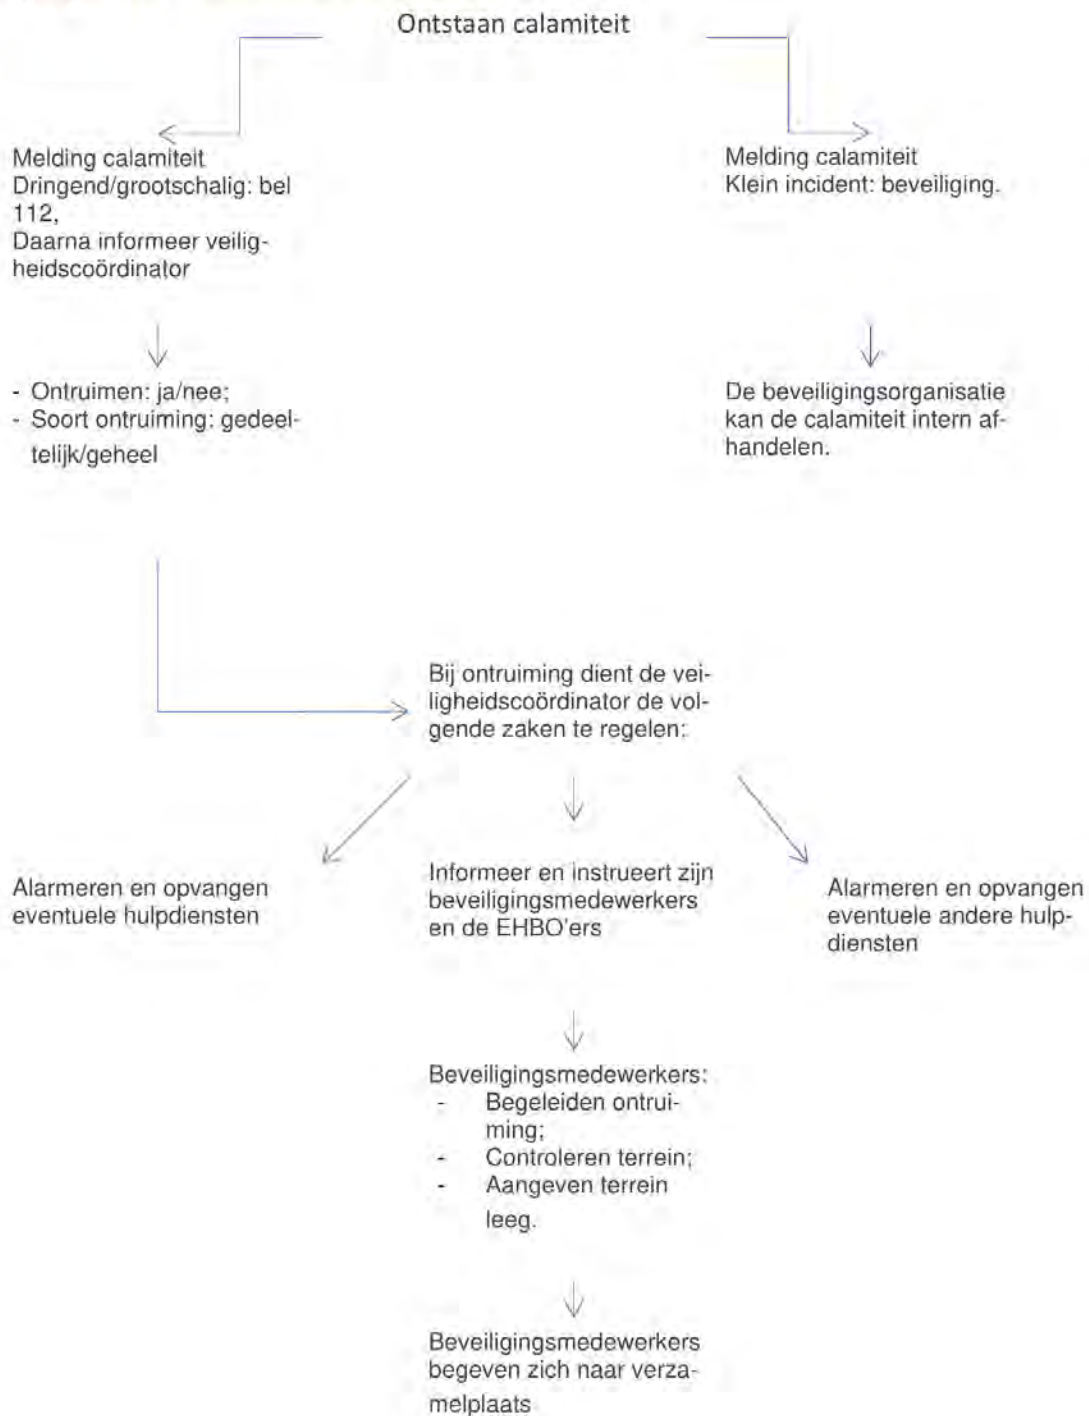 Ontstaan calamiteit
Melding calamiteit
Dringend/grootschalig: bel
112,
Daarna informeer veilig-
heidscoördinator
Melding calamiteit
Klein incident: beveiliging.
- Ontruimen: ja/nee;
- Soort ontruiming: gedeel-
telijk/geheel
De beveiligingsorganisatie
kan de calamiteit intern af-
handelen.
Bij ontruiming dient de vei-
ligheidscoördinator de vol-
gende zaken te regelen:
Alarmeren en opvangen
eventuele hulpdiensten
Informeer en instrueert zijn
beveiligingsmedewerkers
en de EHBO'ers
Alarmeren en opvangen
eventuele andere hulp-
diensten
Beveiligingsmedewerkers:
- Begeleiden ontrui-
ming;
- Controleren terrein;
- Aangeven terrein
leeg.
Beveiligingsmedewerkers
begeven zich naar verza-
melplaats